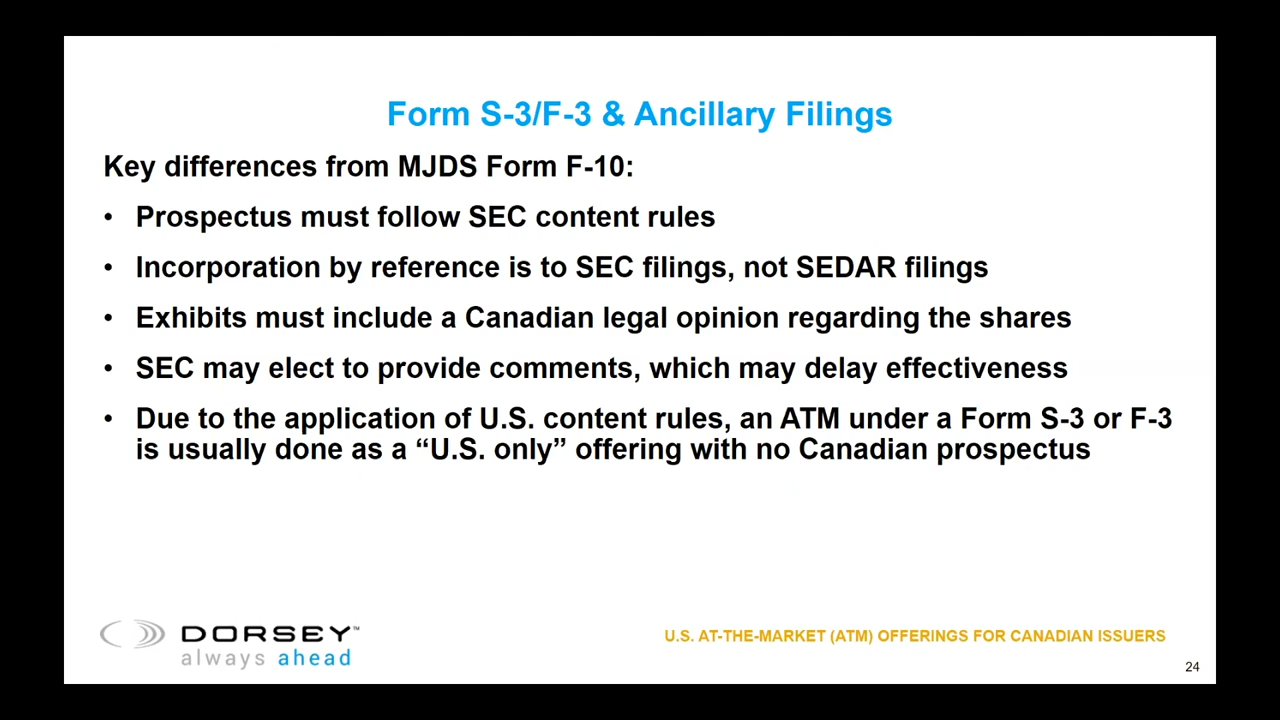 Form S-3/F-3 & Ancillary Filings
Key differences from MJDS Form F-10:
• Prospectus must follow SEC content rules
• Incorporation by reference is to SEC filings, not SEDAR filings
• Exhibits must include a Canadian legal opinion regarding the shares
• SEC may elect to provide comments, which may delay effectiveness
• Due to the application of U.S. content rules, an ATM under a Form S-3 or F-3
is usually done as a “U.S. only” offering with no Canadian prospectus
DORSEY™
always ahead
U.S. AT-THE-MARKET (ATM) OFFERINGS FOR CANADIAN ISSUERS
24